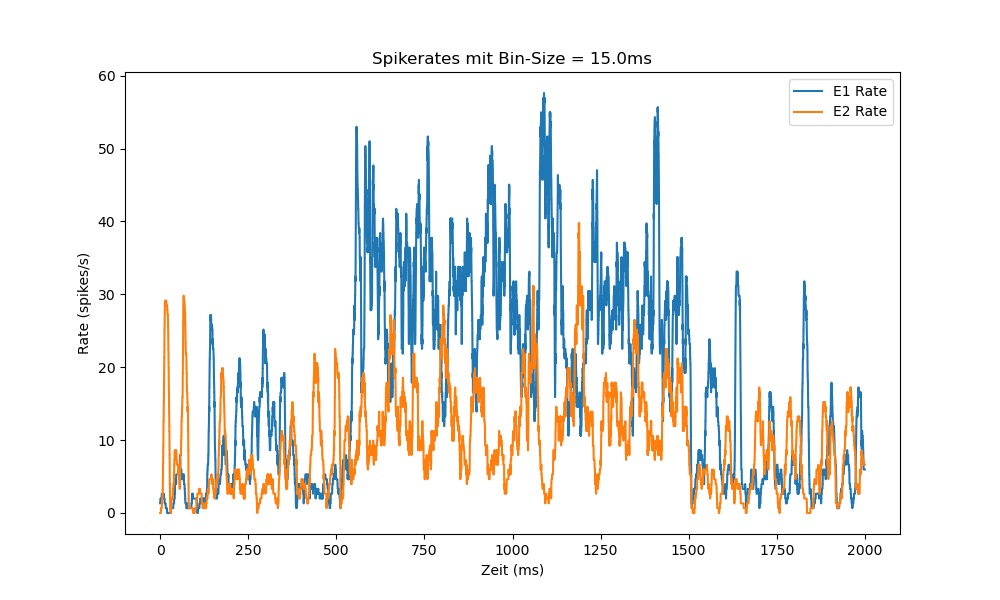 Spikerates mit Bin-Size = 15.0ms
E1 Rate
E2 Rate
60
50
40
30
20
10
0
Rate (spikes/s)
0 250 500 750 1000 1250 1500 1750 2000
Zeit (ms)